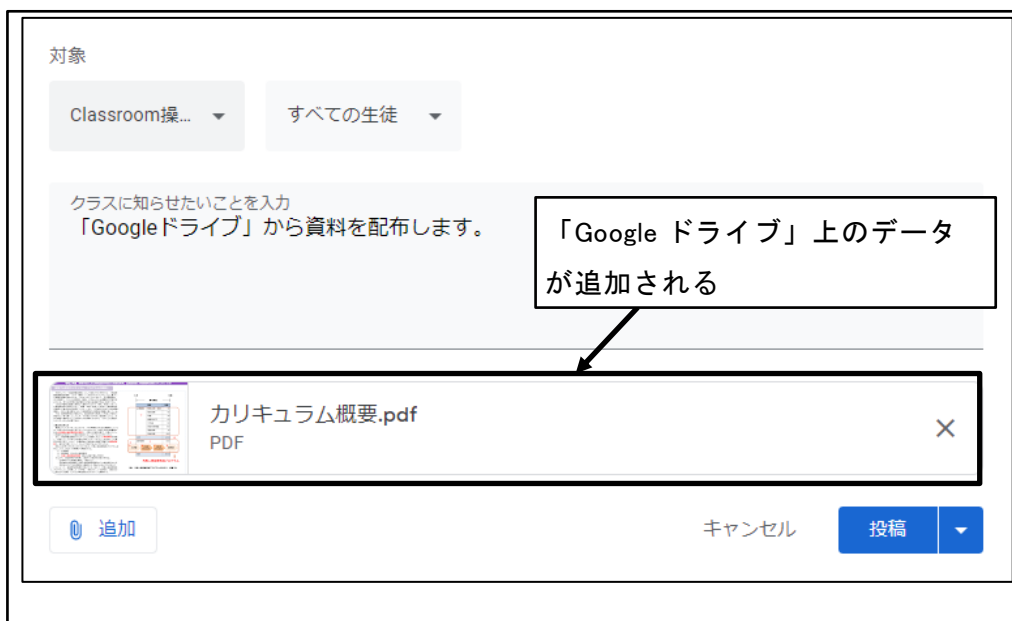 対象
Classroom操... すべての生徒
クラスに知らせたいことを入力
「Googleドライブ」から資料を配布します。
「Google ドライブ」上のデータ
が追加される
カリキュラム概要.pdf
PDF
追加 キャンセル 投稿